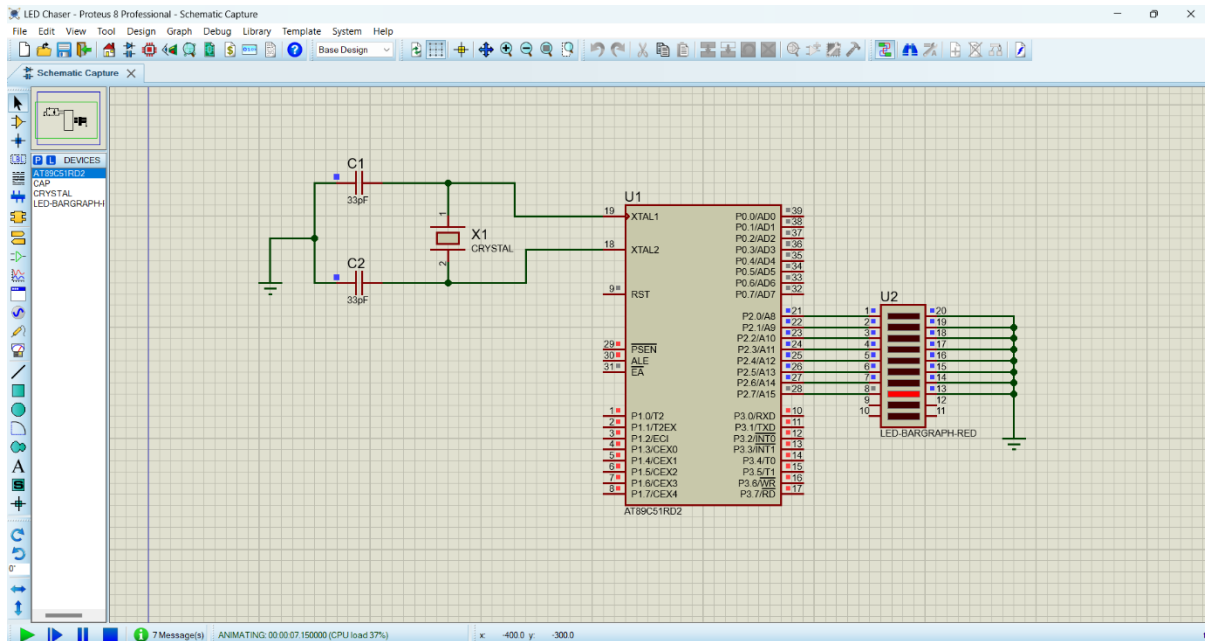 LED Chaser - Proteus 8 Professional - Schematic Capture
File Edit View Tool Design Graph Debug Library Template System Help
Base Design
Schematic Capture
P L DEVICES
AT89C51RD2
CAP
CRYSTAL
LED-BARGRAPH-I
C1
33pF
1
X1
CRYSTAL
2
C2
33pF
U1
19 XTAL1
18 XTAL2
9 RST
29 PSEN
30 ALE
31 EA
1 P1.0/T2
2 P1.1/T2EX
3 P1.2/ECI
4 P1.3/CEX0
5 P1.4/CEX1
6 P1.5/CEX2
7 P1.6/CEX3
8 P1.7/CEX4
P0.0/AD0 39
P0.1/AD1 38
P0.2/AD2 37
P0.3/AD3 36
P0.4/AD4 35
P0.5/AD5 34
P0.6/AD6 33
P0.7/AD7 32
P2.0/A8 21
P2.1/A9 22
P2.2/A10 23
P2.3/A11 24
P2.4/A12 25
P2.5/A13 26
P2.6/A14 27
P2.7/A15 28
P3.0/RXD 10
P3.1/TXD 11
P3.2/INT0 12
P3.3/INT1 13
P3.4/T0 14
P3.5/T1 15
P3.6/WR 16
P3.7/RD 17
AT89C51RD2
U2
1 20
2 19
3 18
4 17
5 16
6 15
7 14
8 13
9 12
10 11
LED-BARGRAPH-RED
A
S
0°
7 Message(s) ANIMATING: 00:00:07.150000 (CPU load 37%) x: -400.0 y: -300.0